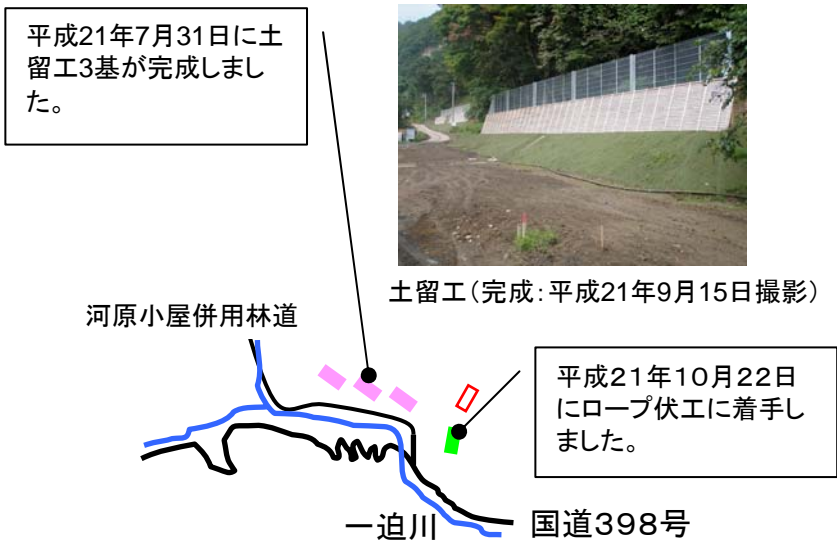 平成21年7月31日に土
留工3基が完成しまし
た。
土留工(完成:平成21年9月15日撮影)
河原小屋併用林道
平成21年10月22日
にロープ伏工に着手し
ました。
一迫川
国道398号